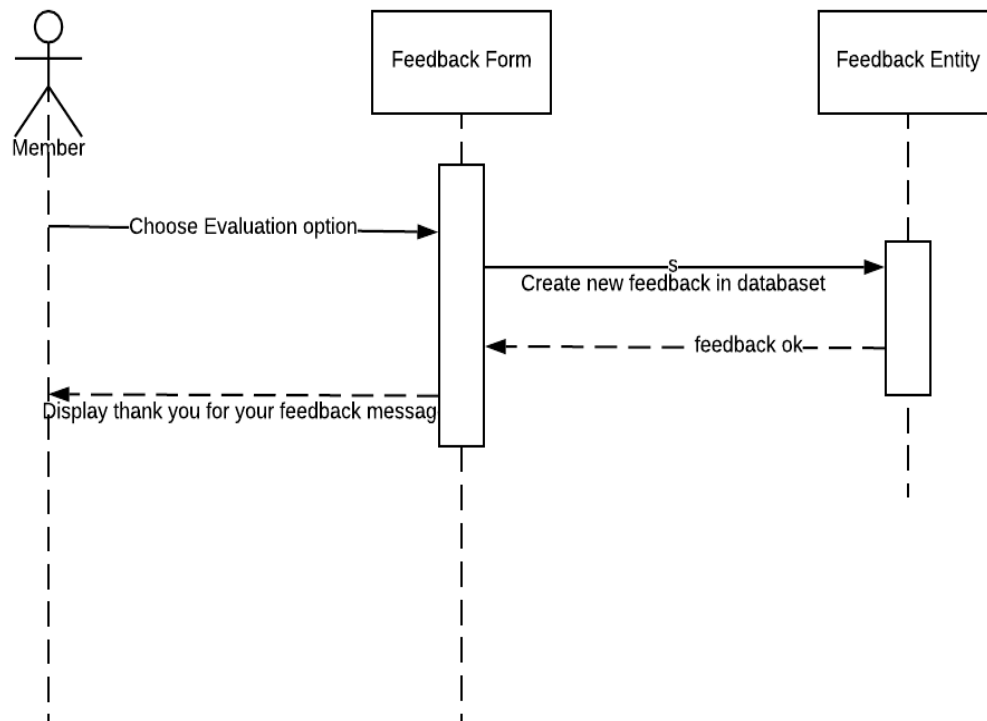 Feedback Form
Feedback Entity
Member
Choose Evaluation option
s
Create new feedback in databaset
feedback ok
Display thank you for your feedback messag